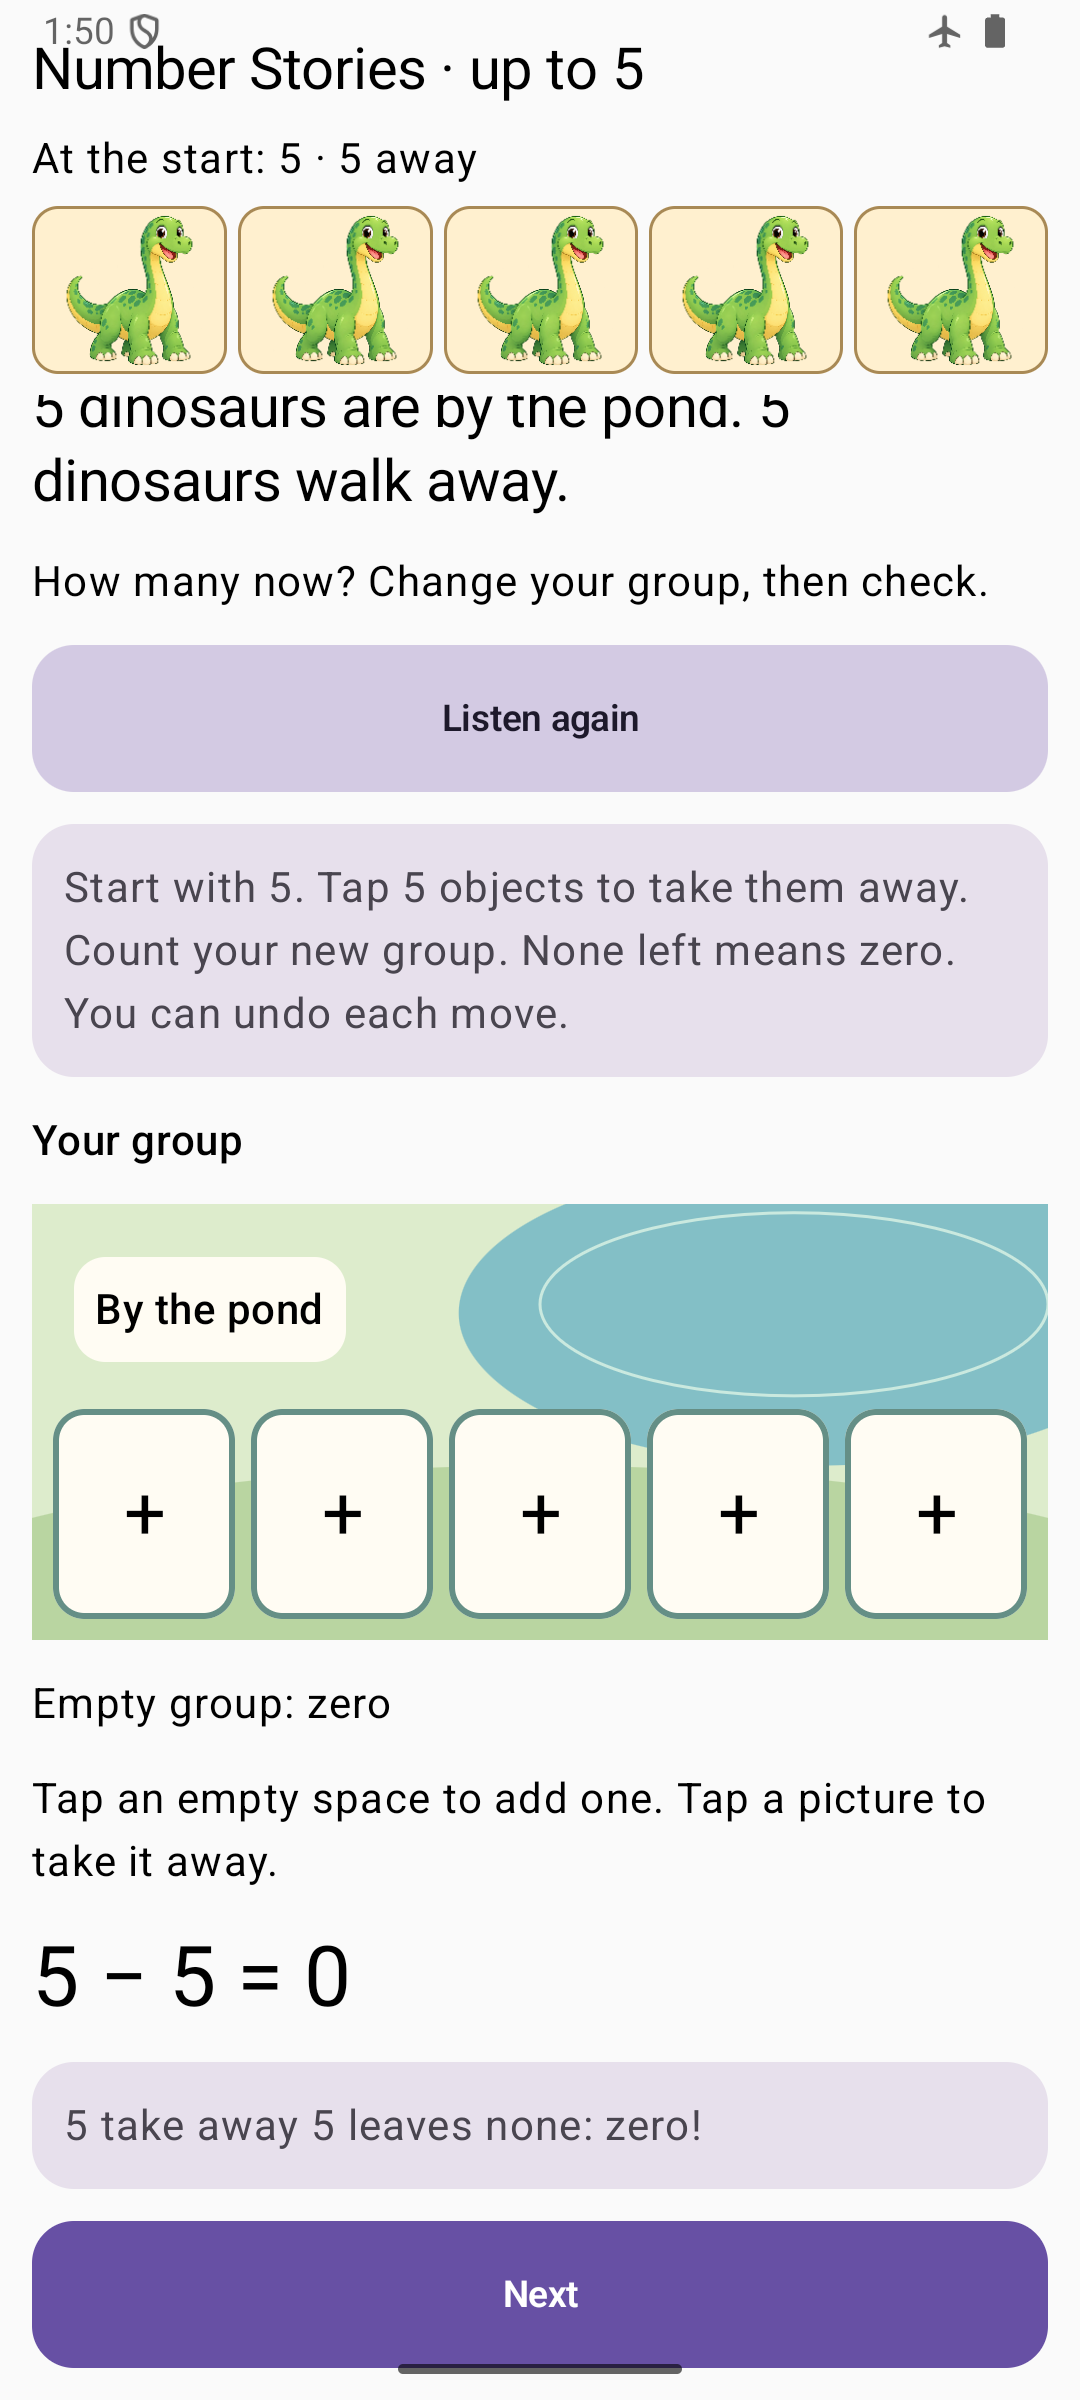 1:50
Number Stories · up to 5
At the start: 5 · 5 away
5 dinosaurs are by the pond. 5
dinosaurs walk away.
How many now? Change your group, then check.
Listen again
Start with 5. Tap 5 objects to take them away.
Count your new group. None left means zero.
You can undo each move.
Your group
By the pond
+ + + + +
Empty group: zero
Tap an empty space to add one. Tap a picture to
take it away.
5 − 5 = 0
5 take away 5 leaves none: zero!
Next